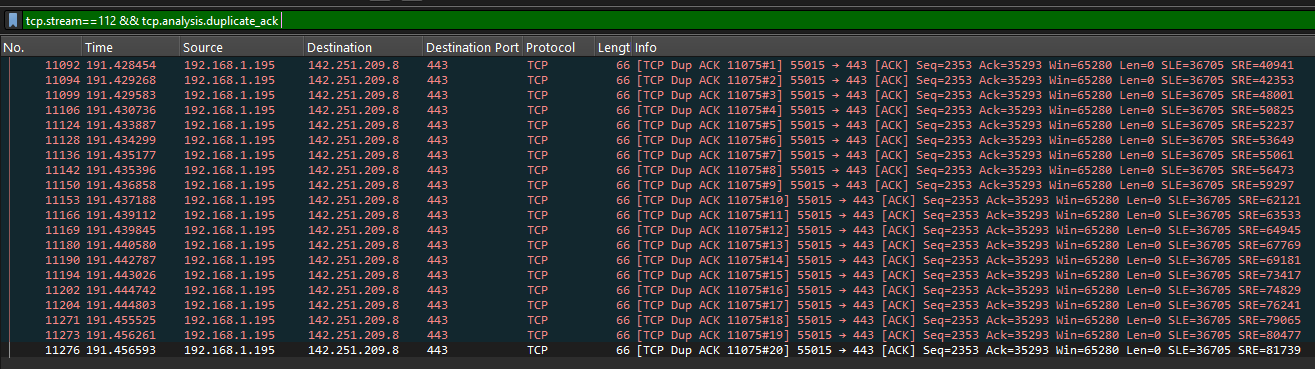 tcp.stream==112 && tcp.analysis.duplicate_ack
No. Time Source Destination Destination Port Protocol Lengt Info
11092 191.428454 192.168.1.195 142.251.209.8 443 TCP 66 [TCP Dup ACK 11075#1] 55015 → 443 [ACK] Seq=2353 Ack=35293 Win=65280 Len=0 SLE=36705 SRE=40941
11094 191.429268 192.168.1.195 142.251.209.8 443 TCP 66 [TCP Dup ACK 11075#2] 55015 → 443 [ACK] Seq=2353 Ack=35293 Win=65280 Len=0 SLE=36705 SRE=42353
11099 191.429583 192.168.1.195 142.251.209.8 443 TCP 66 [TCP Dup ACK 11075#3] 55015 → 443 [ACK] Seq=2353 Ack=35293 Win=65280 Len=0 SLE=36705 SRE=48001
11106 191.430736 192.168.1.195 142.251.209.8 443 TCP 66 [TCP Dup ACK 11075#4] 55015 → 443 [ACK] Seq=2353 Ack=35293 Win=65280 Len=0 SLE=36705 SRE=50825
11124 191.433887 192.168.1.195 142.251.209.8 443 TCP 66 [TCP Dup ACK 11075#5] 55015 → 443 [ACK] Seq=2353 Ack=35293 Win=65280 Len=0 SLE=36705 SRE=52237
11128 191.434299 192.168.1.195 142.251.209.8 443 TCP 66 [TCP Dup ACK 11075#6] 55015 → 443 [ACK] Seq=2353 Ack=35293 Win=65280 Len=0 SLE=36705 SRE=53649
11136 191.435177 192.168.1.195 142.251.209.8 443 TCP 66 [TCP Dup ACK 11075#7] 55015 → 443 [ACK] Seq=2353 Ack=35293 Win=65280 Len=0 SLE=36705 SRE=55061
11142 191.435396 192.168.1.195 142.251.209.8 443 TCP 66 [TCP Dup ACK 11075#8] 55015 → 443 [ACK] Seq=2353 Ack=35293 Win=65280 Len=0 SLE=36705 SRE=56473
11150 191.436858 192.168.1.195 142.251.209.8 443 TCP 66 [TCP Dup ACK 11075#9] 55015 → 443 [ACK] Seq=2353 Ack=35293 Win=65280 Len=0 SLE=36705 SRE=59297
11153 191.437188 192.168.1.195 142.251.209.8 443 TCP 66 [TCP Dup ACK 11075#10] 55015 → 443 [ACK] Seq=2353 Ack=35293 Win=65280 Len=0 SLE=36705 SRE=62121
11166 191.439112 192.168.1.195 142.251.209.8 443 TCP 66 [TCP Dup ACK 11075#11] 55015 → 443 [ACK] Seq=2353 Ack=35293 Win=65280 Len=0 SLE=36705 SRE=63533
11169 191.439845 192.168.1.195 142.251.209.8 443 TCP 66 [TCP Dup ACK 11075#12] 55015 → 443 [ACK] Seq=2353 Ack=35293 Win=65280 Len=0 SLE=36705 SRE=64945
11180 191.440580 192.168.1.195 142.251.209.8 443 TCP 66 [TCP Dup ACK 11075#13] 55015 → 443 [ACK] Seq=2353 Ack=35293 Win=65280 Len=0 SLE=36705 SRE=67769
11190 191.442787 192.168.1.195 142.251.209.8 443 TCP 66 [TCP Dup ACK 11075#14] 55015 → 443 [ACK] Seq=2353 Ack=35293 Win=65280 Len=0 SLE=36705 SRE=69181
11194 191.443026 192.168.1.195 142.251.209.8 443 TCP 66 [TCP Dup ACK 11075#15] 55015 → 443 [ACK] Seq=2353 Ack=35293 Win=65280 Len=0 SLE=36705 SRE=73417
11202 191.444742 192.168.1.195 142.251.209.8 443 TCP 66 [TCP Dup ACK 11075#16] 55015 → 443 [ACK] Seq=2353 Ack=35293 Win=65280 Len=0 SLE=36705 SRE=74829
11204 191.444803 192.168.1.195 142.251.209.8 443 TCP 66 [TCP Dup ACK 11075#17] 55015 → 443 [ACK] Seq=2353 Ack=35293 Win=65280 Len=0 SLE=36705 SRE=76241
11271 191.455525 192.168.1.195 142.251.209.8 443 TCP 66 [TCP Dup ACK 11075#18] 55015 → 443 [ACK] Seq=2353 Ack=35293 Win=65280 Len=0 SLE=36705 SRE=79065
11273 191.456261 192.168.1.195 142.251.209.8 443 TCP 66 [TCP Dup ACK 11075#19] 55015 → 443 [ACK] Seq=2353 Ack=35293 Win=65280 Len=0 SLE=36705 SRE=80477
11276 191.456593 192.168.1.195 142.251.209.8 443 TCP 66 [TCP Dup ACK 11075#20] 55015 → 443 [ACK] Seq=2353 Ack=35293 Win=65280 Len=0 SLE=36705 SRE=81739